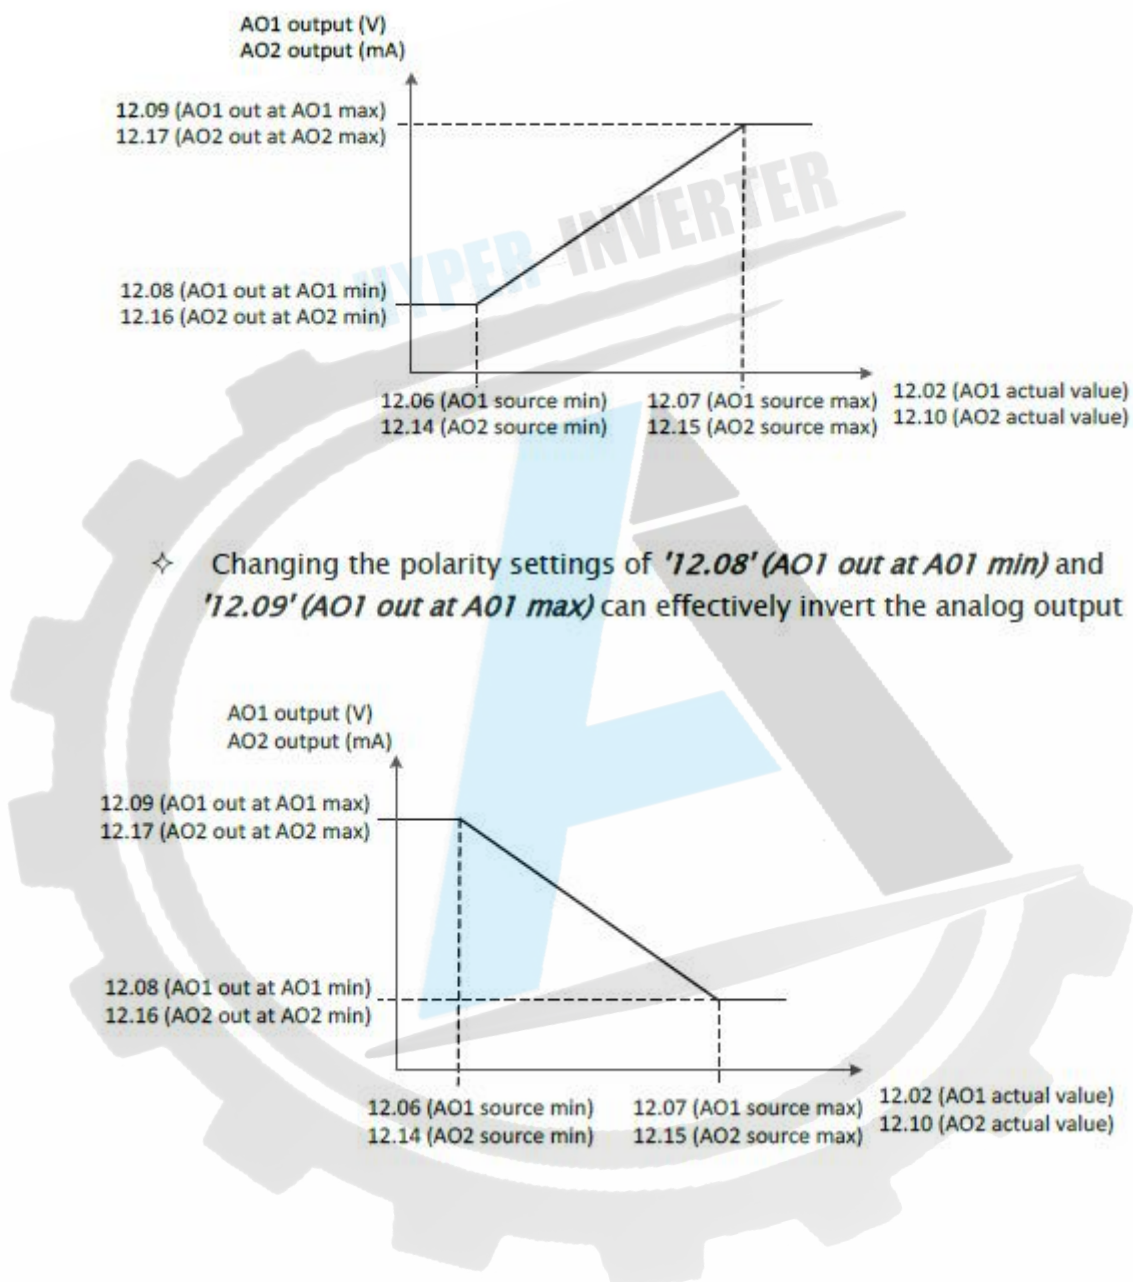 AO1 output (V)
AO2 output (mA)
12.09 (AO1 out at AO1 max)
12.17 (AO2 out at AO2 max)
HYPER INVERTER
12.08 (AO1 out at AO1 min)
12.16 (AO2 out at AO2 min)
12.06 (AO1 source min) 12.07 (AO1 source max) 12.02 (AO1 actual value)
12.14 (AO2 source min) 12.15 (AO2 source max) 12.10 (AO2 actual value)
✧ Changing the polarity settings of '12.08' (AO1 out at A01 min) and
'12.09' (AO1 out at A01 max) can effectively invert the analog output
AO1 output (V)
AO2 output (mA)
12.09 (AO1 out at AO1 max)
12.17 (AO2 out at AO2 max)
12.08 (AO1 out at AO1 min)
12.16 (AO2 out at AO2 min)
12.06 (AO1 source min) 12.07 (AO1 source max) 12.02 (AO1 actual value)
12.14 (AO2 source min) 12.15 (AO2 source max) 12.10 (AO2 actual value)